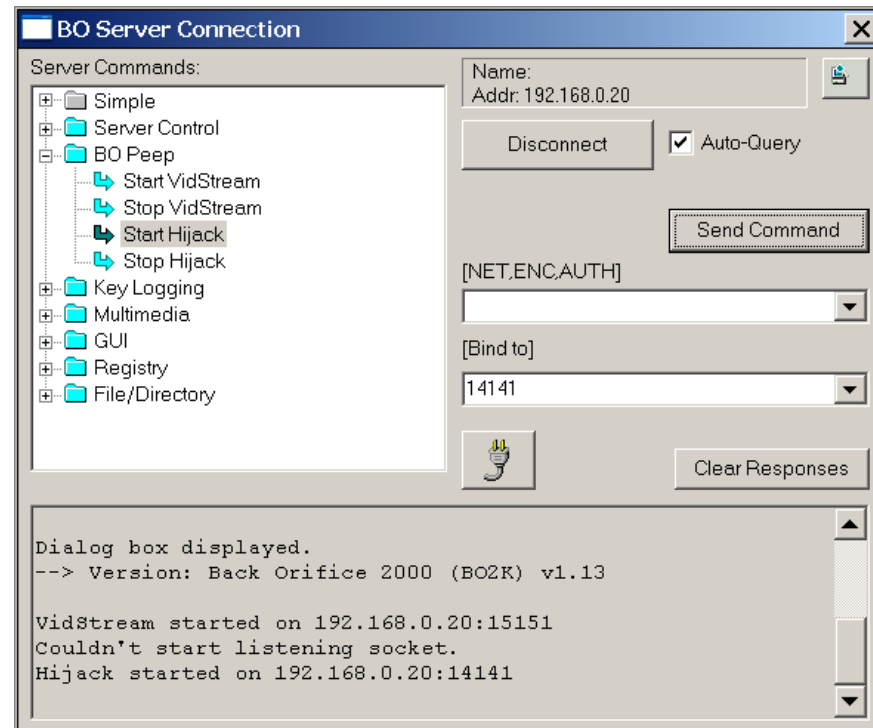 BO Server Connection
Server Commands:
Simple
Server Control
BO Peep
Start VidStream
Stop VidStream
Start Hijack
Stop Hijack
Key Logging
Multimedia
GUI
Registry
File/Directory
Name:
Addr: 192.168.0.20
Disconnect
Auto-Query
Send Command
[NET,ENC,AUTH]
[Bind to]
14141
Clear Responses
Dialog box displayed.
--> Version: Back Orifice 2000 (BO2K) v1.13
VidStream started on 192.168.0.20:15151
Couldn't start listening socket.
Hijack started on 192.168.0.20:14141